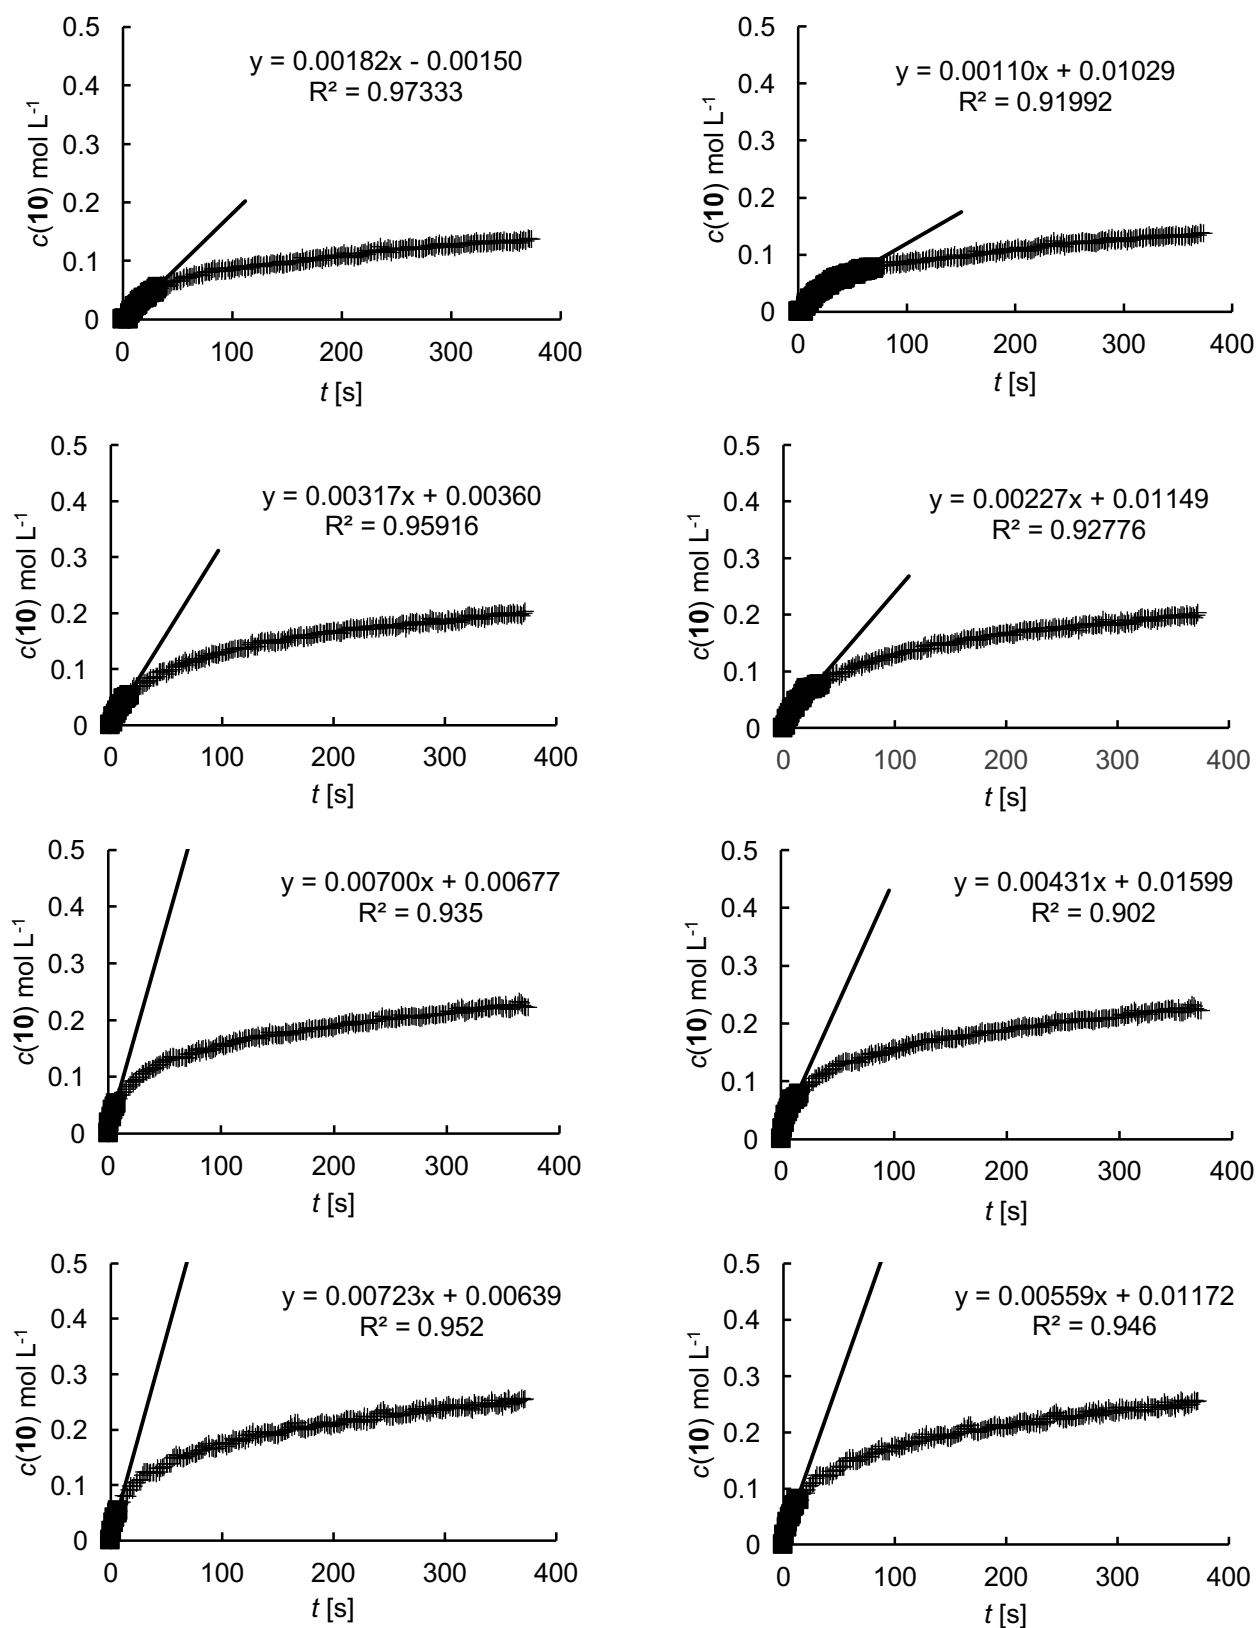 0.5
0.4
0.3
0.2
0.1
0
c(10) mol L-1
y = 0.00182x - 0.00150
R² = 0.97333
0 100 200 300 400
t [s]
0.5
0.4
0.3
0.2
0.1
0
c(10) mol L-1
y = 0.00110x + 0.01029
R² = 0.91992
0 100 200 300 400
t [s]
0.5
0.4
0.3
0.2
0.1
0
c(10) mol L-1
y = 0.00317x + 0.00360
R² = 0.95916
0 100 200 300 400
t [s]
0.5
0.4
0.3
0.2
0.1
0
c(10) mol L-1
y = 0.00227x + 0.01149
R² = 0.92776
0 100 200 300 400
t [s]
0.5
0.4
0.3
0.2
0.1
0
c(10) mol L-1
y = 0.00700x + 0.00677
R² = 0.935
0 100 200 300 400
t [s]
0.5
0.4
0.3
0.2
0.1
0
c(10) mol L-1
y = 0.00431x + 0.01599
R² = 0.902
0 100 200 300 400
t [s]
0.5
0.4
0.3
0.2
0.1
0
c(10) mol L-1
y = 0.00723x + 0.00639
R² = 0.952
0 100 200 300 400
t [s]
0.5
0.4
0.3
0.2
0.1
0
c(10) mol L-1
y = 0.00559x + 0.01172
R² = 0.946
0 100 200 300 400
t [s]